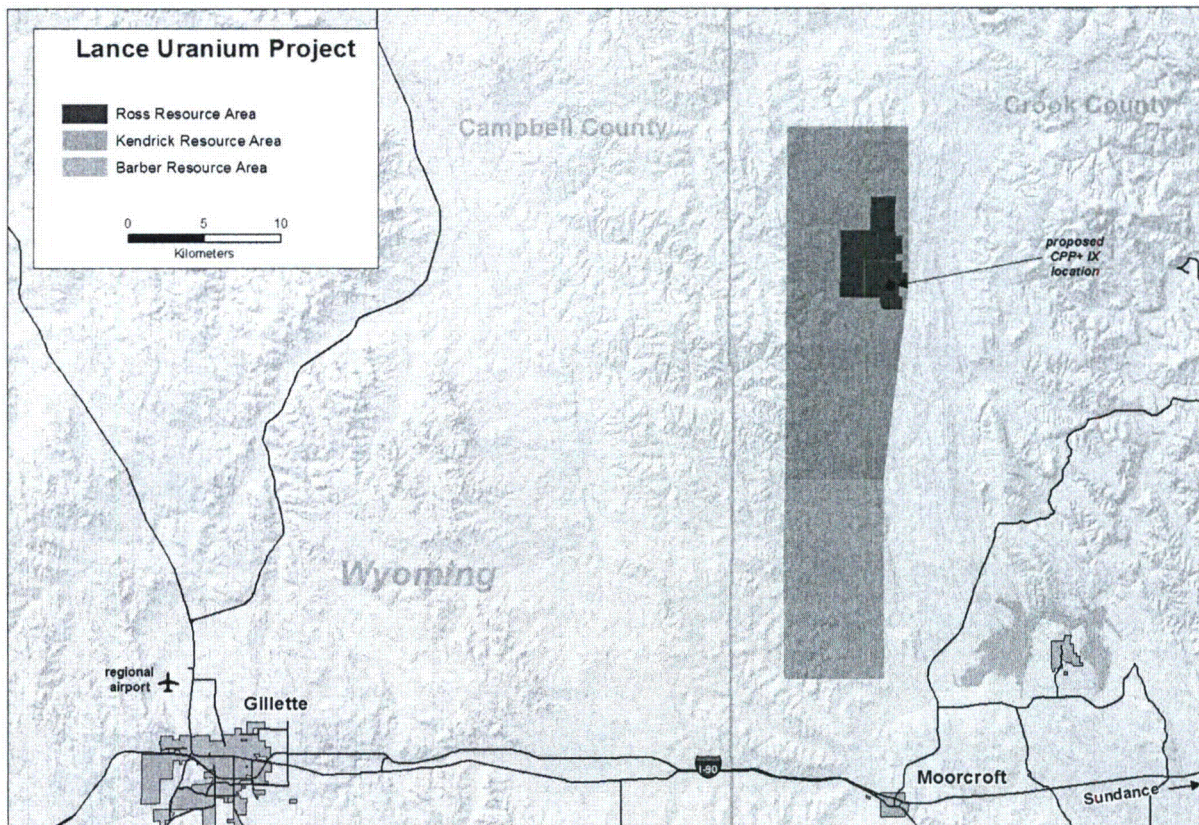 Lance Uranium Project
Ross Resource Area
Kendrick Resource Area
Barber Resource Area
0 5 10
Kilometers
Campbell County
Crook County
proposed
CPP+ IX
location
Wyoming
regional
airport
Gillette
I-90
Moorcroft
Sundance